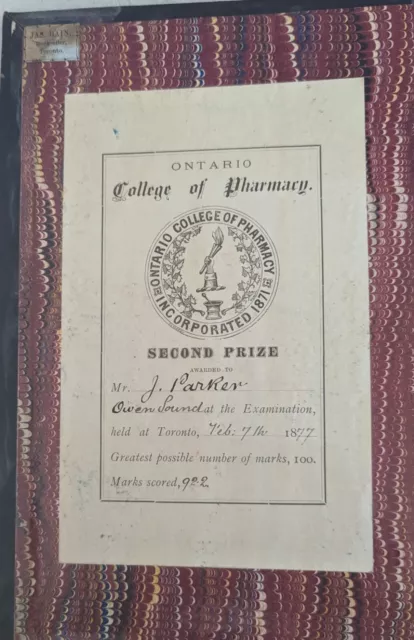 ONTARIO
College of Pharmacy.
ONTARIO COLLEGE OF PHARMACY
INCORPORATED 1871
SECOND PRIZE
AWARDED TO
Mr. J. Parker
Owen Sound at the Examination,
held at Toronto, Feb: 7th 1877
Greatest possible number of marks, 100.
Marks scored, 92
Toronto.